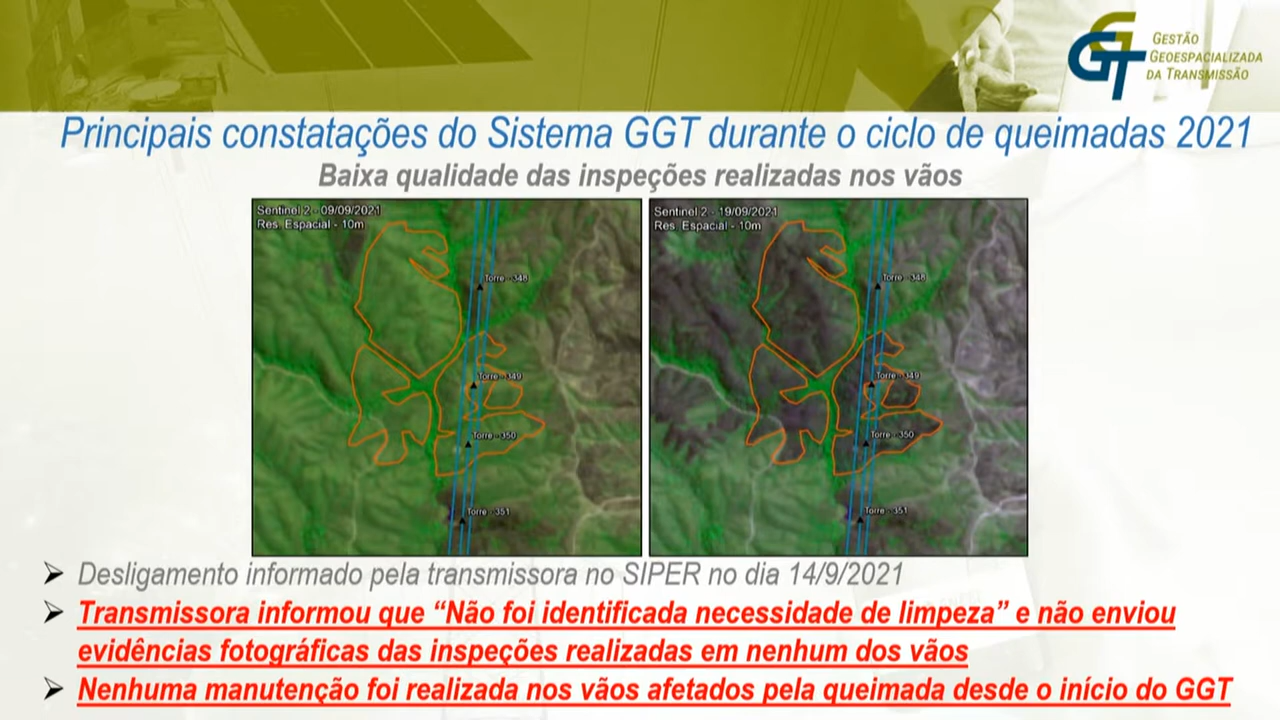 GGT
GESTÃO
GEOESPACIALIZADA
DA TRANSMISSÃO
Principais constatações do Sistema GGT durante o ciclo de queimadas 2021
Baixa qualidade das inspeções realizadas nos vãos
Sentinel 2 - 09/09/2021
Res. Espacial - 10m
Torre - 348
Torre - 349
Torre - 350
Torre - 351
Sentinel 2 - 19/09/2021
Res. Espacial - 10m
Torre - 348
Torre - 349
Torre - 350
Torre - 351
➢ Desligamento informado pela transmissora no SIPER no dia 14/9/2021
➢ Transmissora informou que “Não foi identificada necessidade de limpeza” e não enviou
evidências fotográficas das inspeções realizadas em nenhum dos vãos
➢ Nenhuma manutenção foi realizada nos vãos afetados pela queimada desde o início do GGT